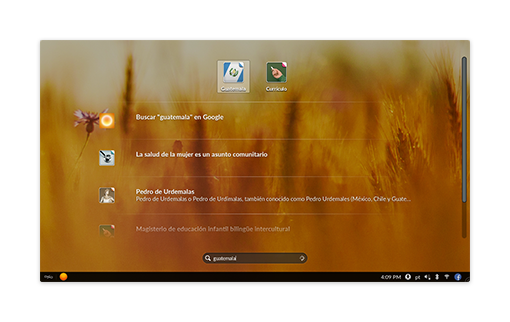 Guatemala
Currículo
Buscar "guatemala" en Google
La salud de la mujer es un asunto comunitario
Pedro de Urdemalas
Pedro de Urdemalas o Pedro de Urdimalas, también conocido como Pedro Urdemales (México, Chile y Guate...
Magisterio de educación infantil bilingüe intercultural
guatemala
4:09 PM
pt